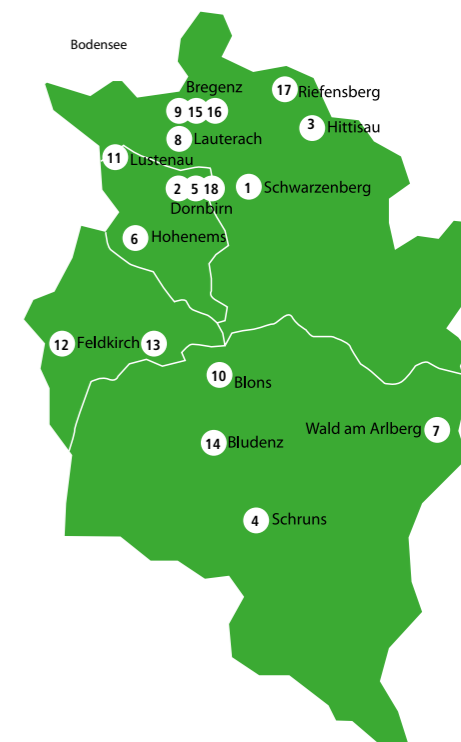 Bodensee
Bregenz
17 Riefensberg
9 15 16
3 Hittisau
8 Lauterach
11 Lustenau
2 5 18
1 Schwarzenberg
Dornbirn
6 Hohenems
12 Feldkirch 13
10 Blons
Wald am Arlberg 7
14 Bludenz
4 Schruns